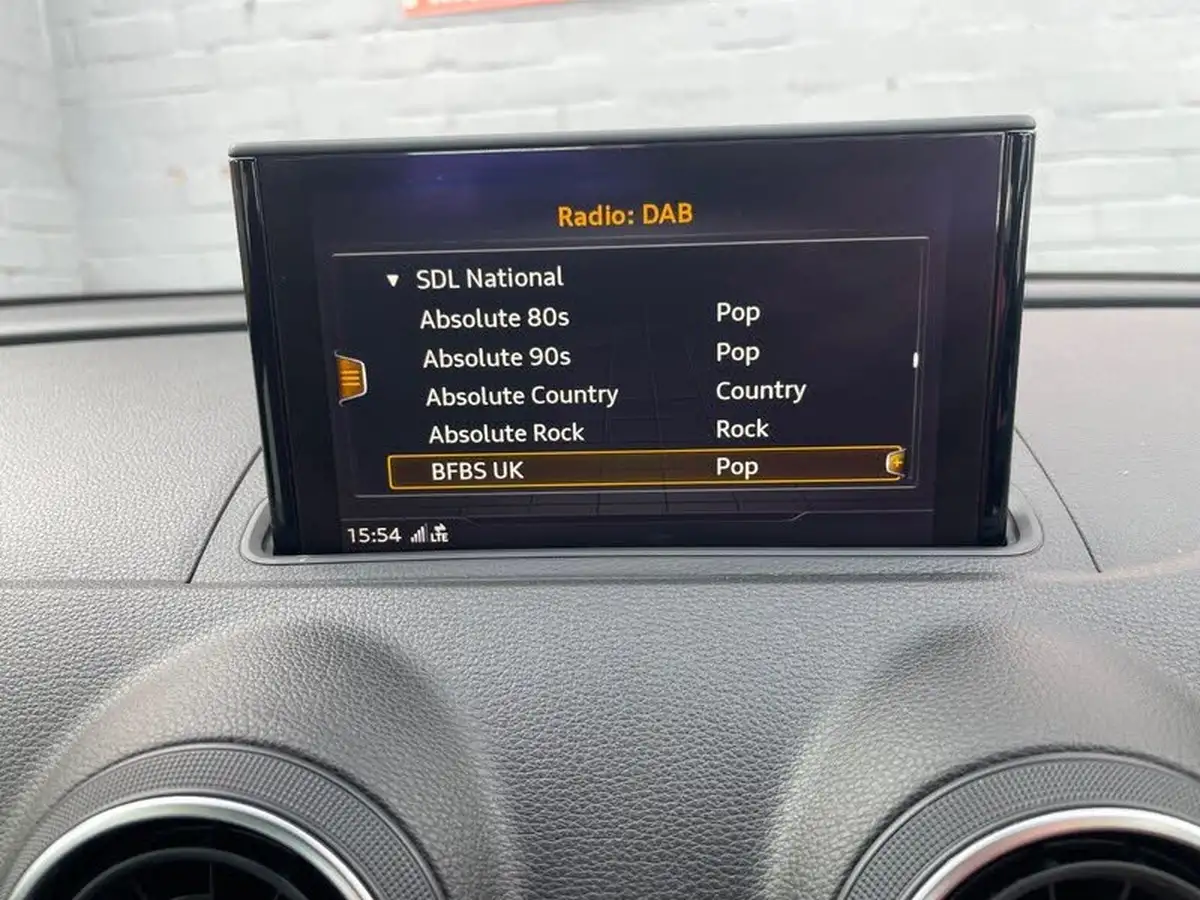 Radio: DAB
▼ SDL National
Absolute 80s Pop
Absolute 90s Pop
Absolute Country Country
Absolute Rock Rock
BFBS UK Pop
15:54 LTE